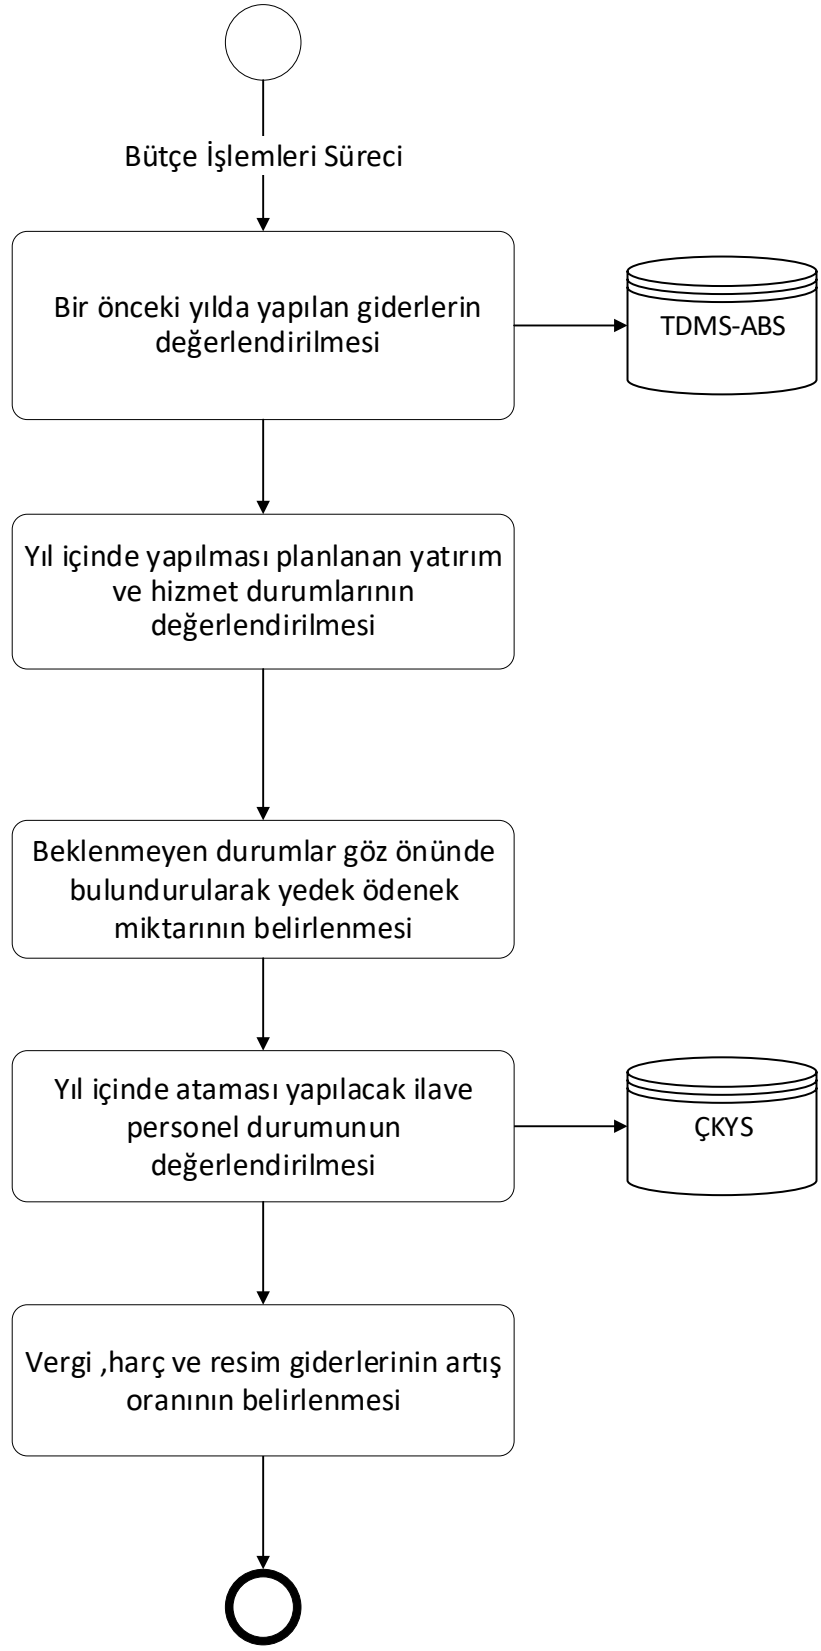 Bütçe İşlemleri Süreci
Bir önceki yılda yapılan giderlerin
değerlendirilmesi
TDMS-ABS
Yıl içinde yapılması planlanan yatırım
ve hizmet durumlarının
değerlendirilmesi
Beklenmeyen durumlar göz önünde
bulundurularak yedek ödenek
miktarının belirlenmesi
Yıl içinde ataması yapılacak ilave
personel durumunun
değerlendirilmesi
ÇKYS
Vergi ,harç ve resim giderlerinin artış
oranının belirlenmesi